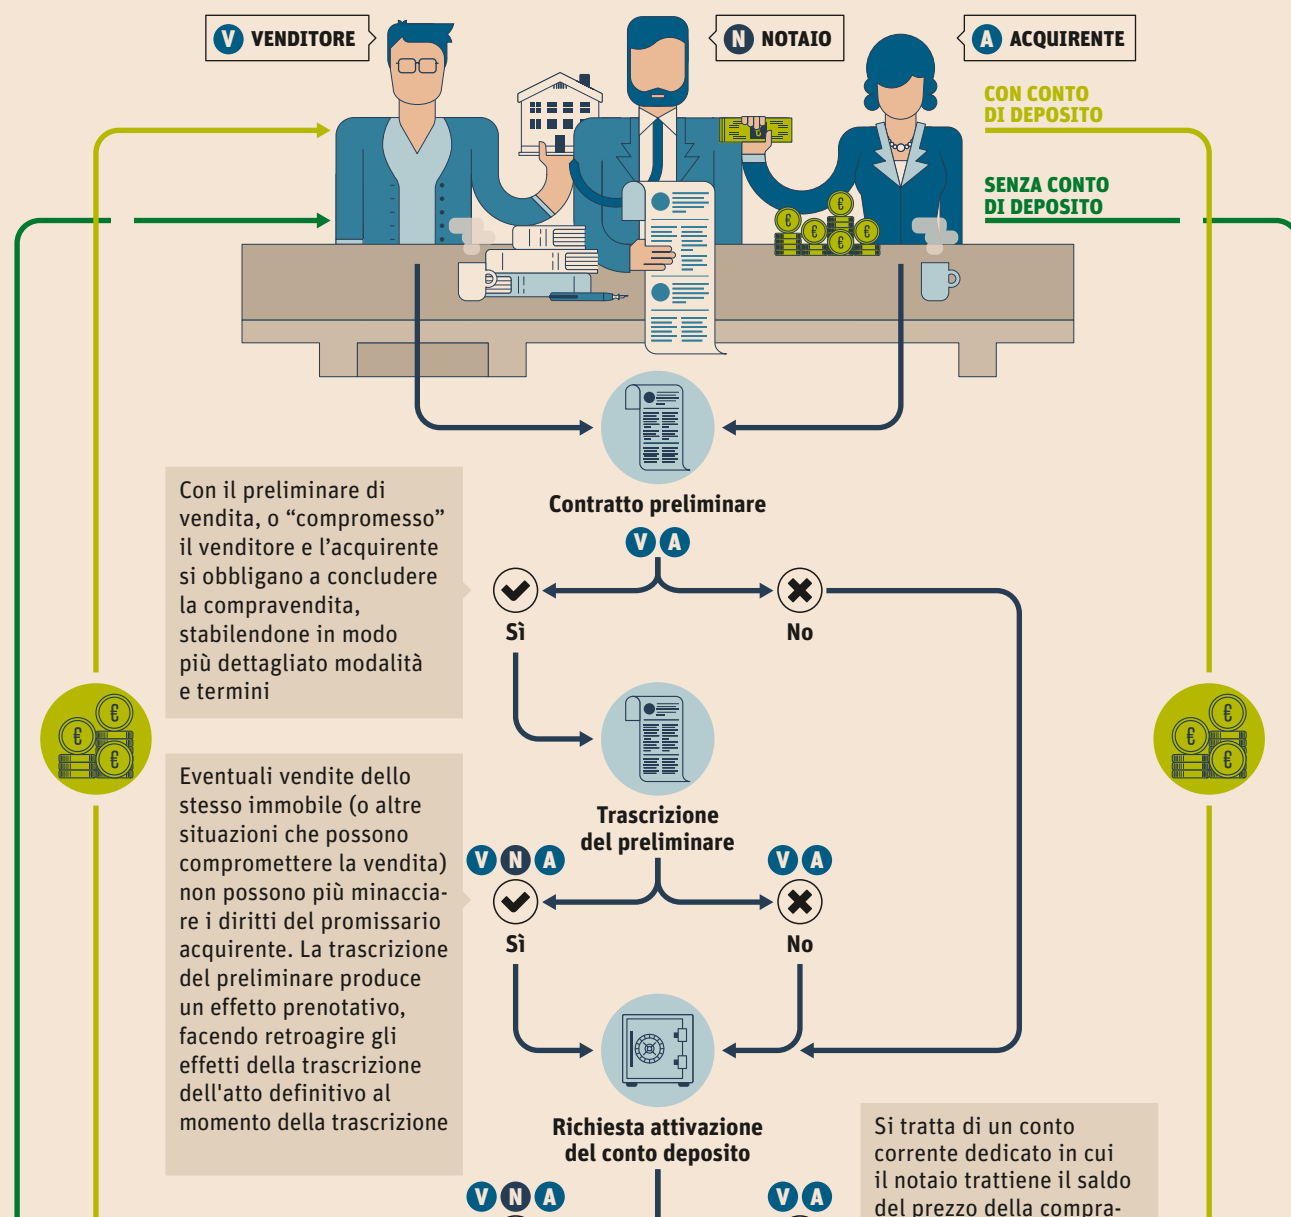 V VENDITORE
N NOTAIO
A ACQUIRENTE
CON CONTO
DI DEPOSITO
SENZA CONTO
DI DEPOSITO
Contratto preliminare
V A
Con il preliminare di
vendita, o “compromesso”
il venditore e l’acquirente
si obbligano a concludere
la compravendita,
stabilendone in modo
più dettagliato modalità
e termini
Sì
No
Trascrizione
del preliminare
V N A
V A
Sì
No
Eventuali vendite dello
stesso immobile (o altre
situazioni che possono
compromettere la vendita)
non possono più minaccia-
re i diritti del promissario
acquirente. La trascrizione
del preliminare produce
un effetto prenotativo,
facendo retroagire gli
effetti della trascrizione
dell'atto definitivo al
momento della trascrizione
Richiesta attivazione
del conto deposito
V N A
V A
Si tratta di un conto
corrente dedicato in cui
il notaio trattiene il saldo
del prezzo della compra-